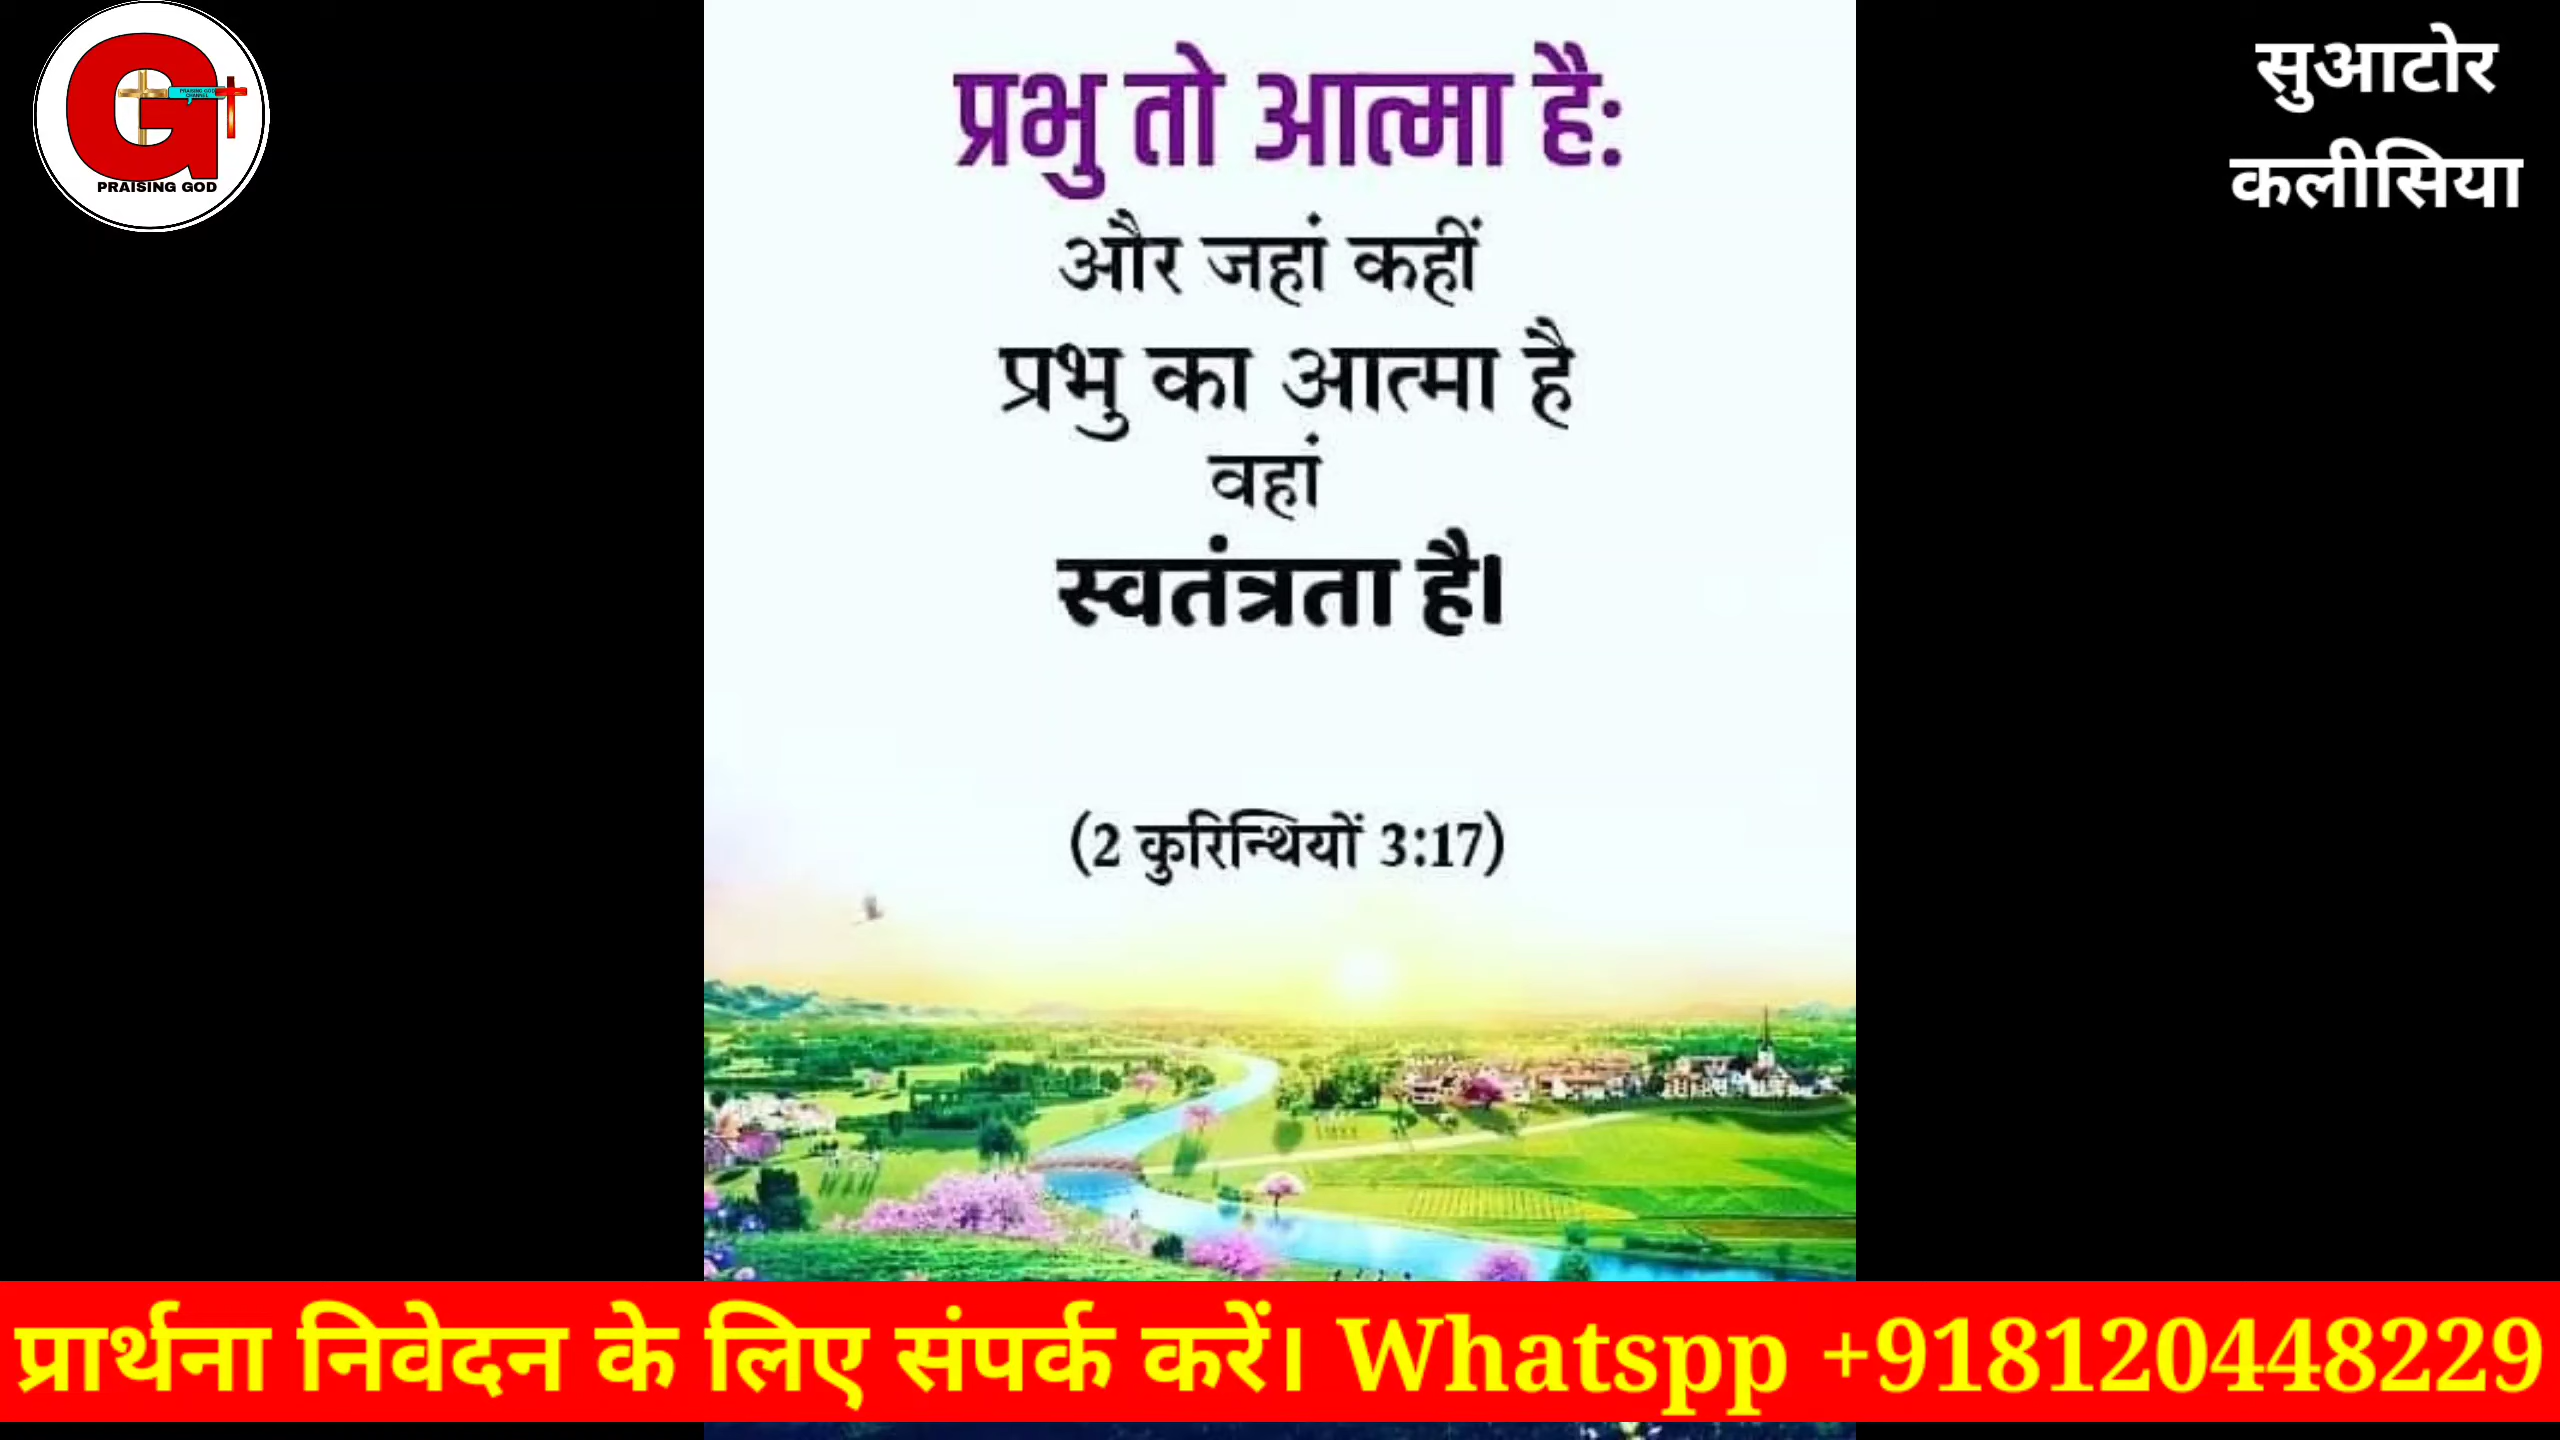 PRAISING GOD
सुआटोर
कलीसिया
प्रभु तो आत्मा है:
और जहां कहीं
प्रभु का आत्मा है
वहां
स्वतंत्रता है।
(2 कुरिन्थियों 3:17)
प्रार्थना निवेदन के लिए संपर्क करें। Whatspp +918120448229